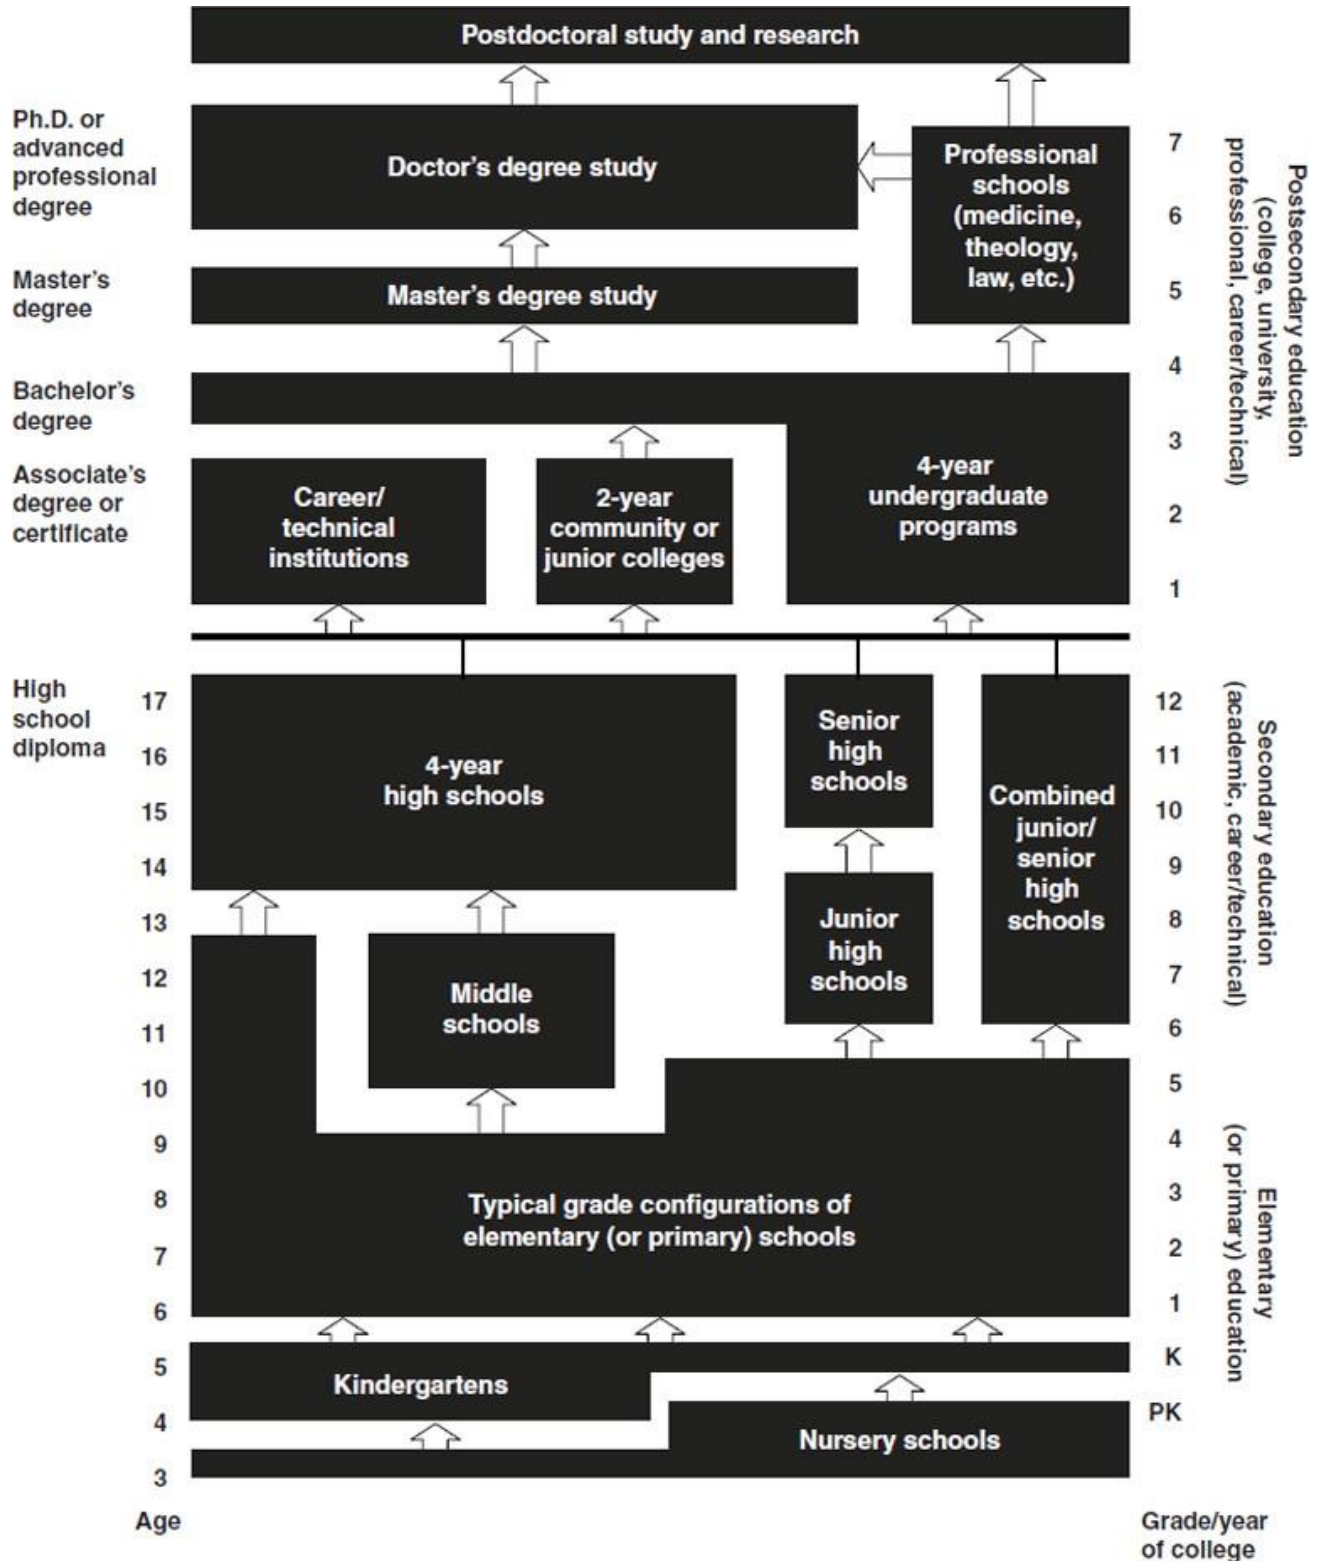 Postdoctoral study and research
Ph.D. or
advanced
professional
degree
Doctor's degree study
Professional
schools
(medicine,
theology,
law, etc.)
7
6
5
Master's
degree
Master's degree study
Bachelor's
degree
4
3
2
1
Postsecondary education
(college, university,
professional, career/technical)
Associate's
degree or
certificate
Career/
technical
institutions
2-year
community or
junior colleges
4-year
undergraduate
programs
High
school
diploma
17
16
15
14
13
12
11
10
9
8
7
6
5
4
3
Age
4-year
high schools
Senior
high
schools
Combined
junior/
senior
high
schools
Junior
high
schools
Middle
schools
Typical grade configurations of
elementary (or primary) schools
Kindergartens
Nursery schools
12
11
10
9
8
7
6
5
4
3
2
1
K
PK
Grade/year
of college
Secondary education
(academic, career/technical)
Elementary
(or primary) education